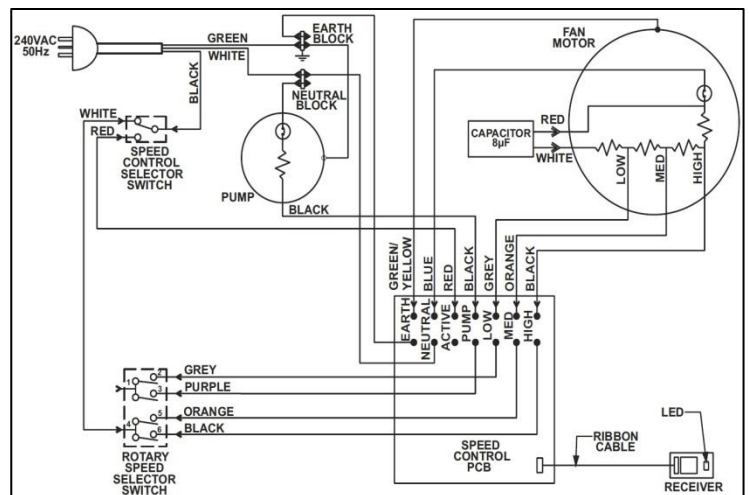 240VAC
50Hz
GREEN
WHITE
BLACK
EARTH
BLOCK
NEUTRAL
BLOCK
FAN
MOTOR
WHITE
RED
SPEED
CONTROL
SELECTOR
SWITCH
PUMP
BLACK
CAPACITOR
8µF
RED
WHITE
LOW
MED
HIGH
GREEN/
YELLOW
BLUE
RED
BLACK
GREY
ORANGE
BLACK
EARTH
NEUTRAL
ACTIVE
PUMP
LOW
MED
HIGH
1
2
3
4
5
6
GREY
PURPLE
ORANGE
BLACK
ROTARY
SPEED
SELECTOR
SWITCH
SPEED
CONTROL
PCB
LED
RIBBON
CABLE
RECEIVER